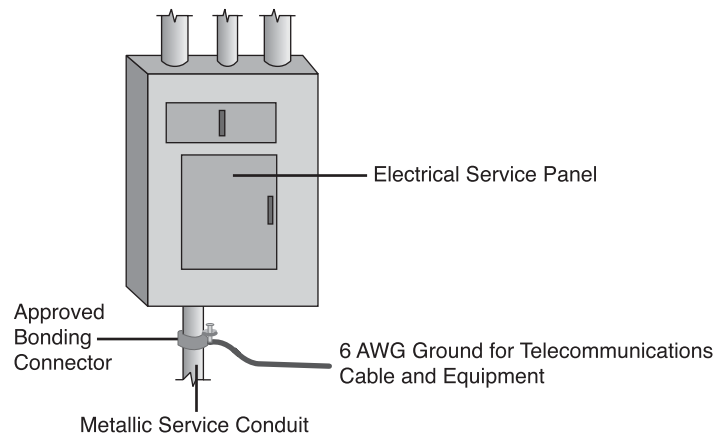 Electrical Service Panel
Approved
Bonding
Connector
6 AWG Ground for Telecommunications
Cable and Equipment
Metallic Service Conduit